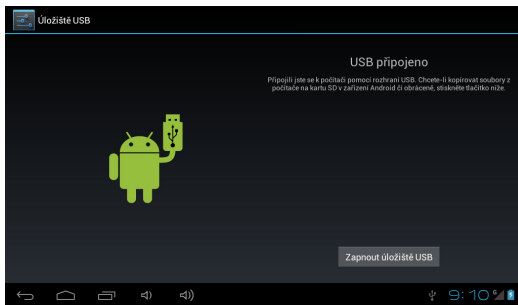 Úložiště USB
USB připojeno
Připojili jste se k počítači pomocí rozhraní USB. Chcete-li kopírovat soubory z
počítače na kartu SD v zařízení Android či obráceně, stiskněte tlačítko níže.
Zapnout úložiště USB
9:10